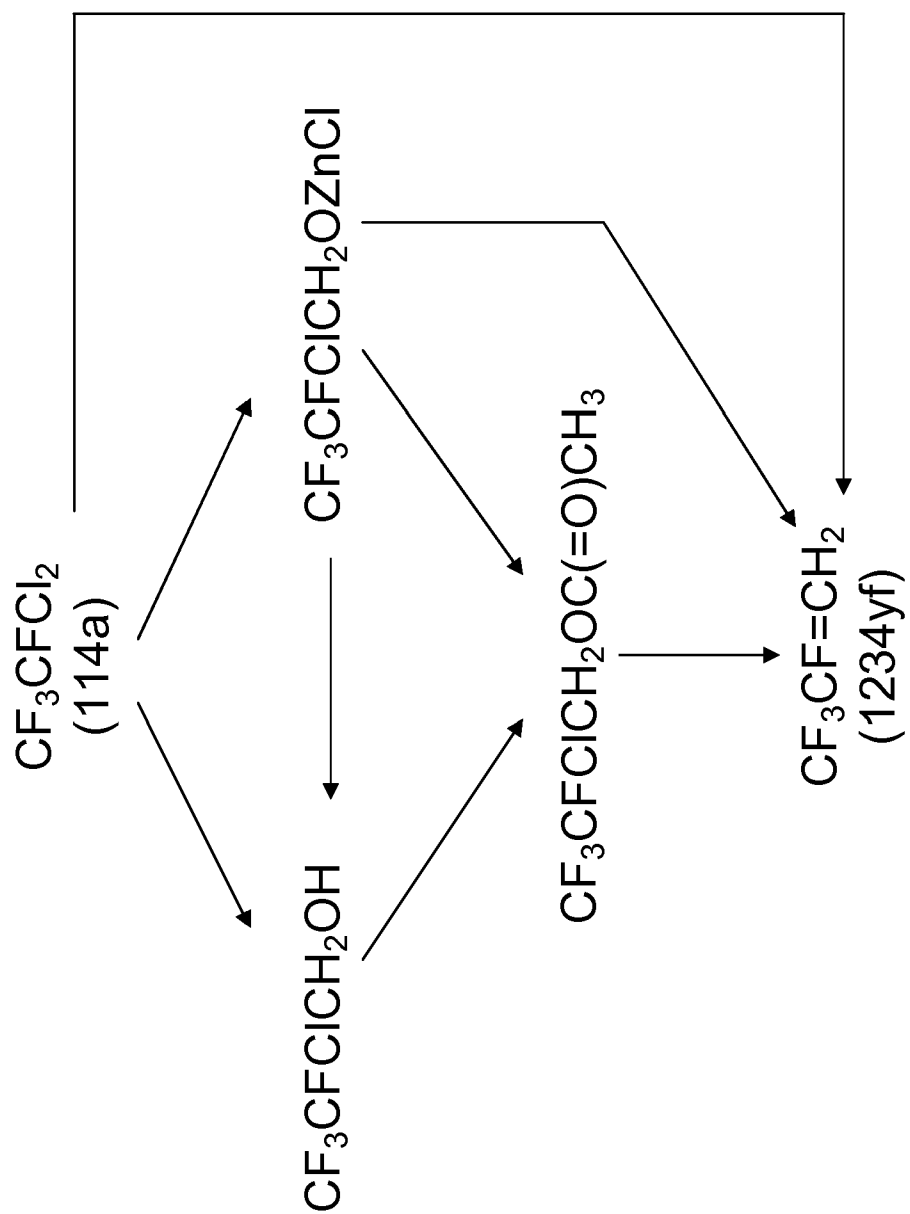 CF₃CFCl₂
(114a)
CF₃CFClCH₂OH
CF₃CFClCH₂OZnCl
CF₃CFClCH₂OC(=O)CH₃
CF₃CF=CH₂
(1234yf)